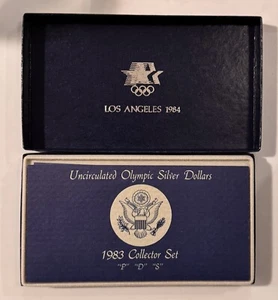 LOS ANGELES 1984
Uncirculated Olympic Silver Dollars
1983 Collector Set
"P" "D" "S"